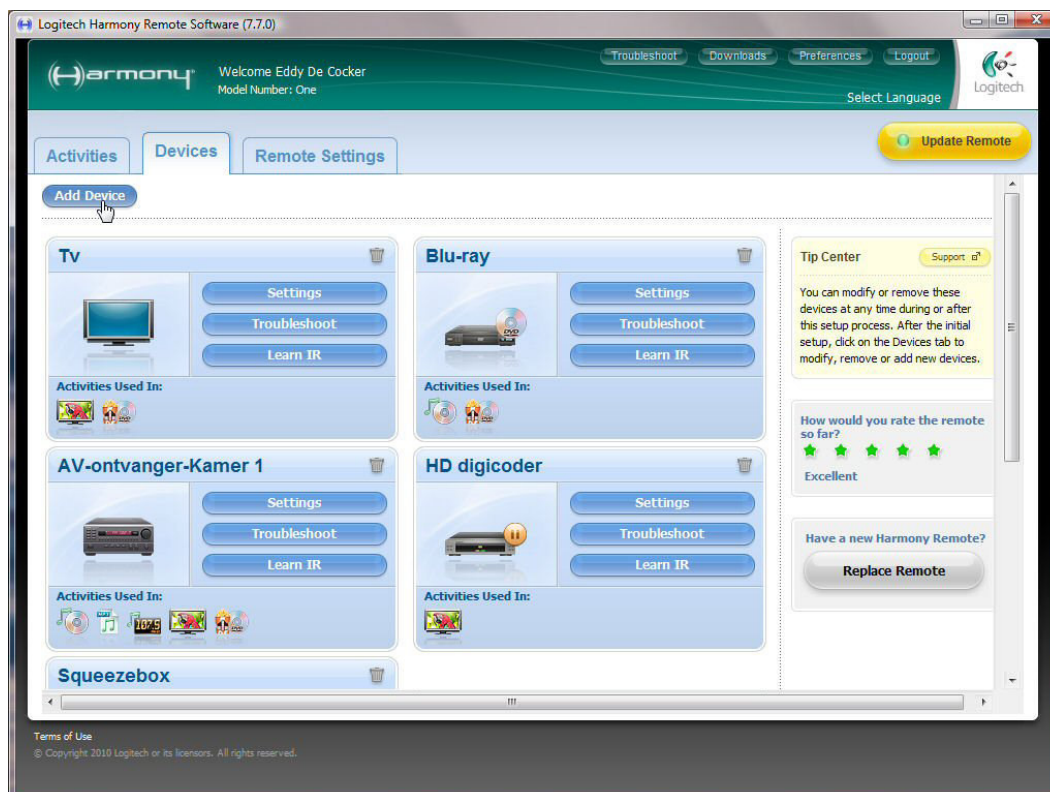 Logitech Harmony Remote Software (7.7.0)
Harmony
Welcome Eddy De Cocker
Model Number: One
Troubleshoot
Downloads
Preferences
Logout
Select Language
Logitech
Activities
Devices
Remote Settings
Update Remote
Add Device
Tv
Settings
Troubleshoot
Learn IR
Activities Used In:
Blu-ray
DVD
Settings
Troubleshoot
Learn IR
Activities Used In:
AV-ontvanger-Kamer 1
Settings
Troubleshoot
Learn IR
Activities Used In:
107.5
HD digicoder
Settings
Troubleshoot
Learn IR
Activities Used In:
Squeezebox
Tip Center
Support
You can modify or remove these
devices at any time during or after
this setup process. After the initial
setup, click on the Devices tab to
modify, remove or add new devices.
How would you rate the remote
so far?
Excellent
Have a new Harmony Remote?
Replace Remote
Terms of Use
© Copyright 2010 Logitech or its licensors. All rights reserved.